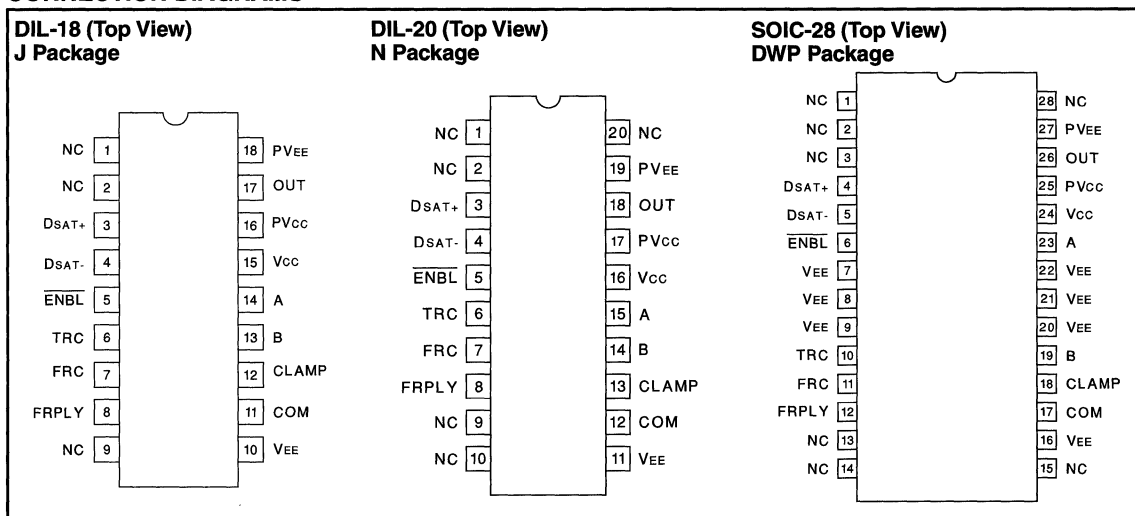 DIL-18 (Top View)
J Package
NC 1
NC 2
DSAT+ 3
DSAT- 4
ENBL 5
TRC 6
FRC 7
FRPLY 8
NC 9
18 PVEE
17 OUT
16 PVCC
15 VCC
14 A
13 B
12 CLAMP
11 COM
10 VEE
DIL-20 (Top View)
N Package
NC 1
NC 2
DSAT+ 3
DSAT- 4
ENBL 5
TRC 6
FRC 7
FRPLY 8
NC 9
NC 10
20 NC
19 PVEE
18 OUT
17 PVCC
16 VCC
15 A
14 B
13 CLAMP
12 COM
11 VEE
SOIC-28 (Top View)
DWP Package
NC 1
NC 2
NC 3
DSAT+ 4
DSAT- 5
ENBL 6
VEE 7
VEE 8
VEE 9
TRC 10
FRC 11
FRPLY 12
NC 13
NC 14
28 NC
27 PVEE
26 OUT
25 PVCC
24 VCC
23 A
22 VEE
21 VEE
20 VEE
19 B
18 CLAMP
17 COM
16 VEE
15 NC